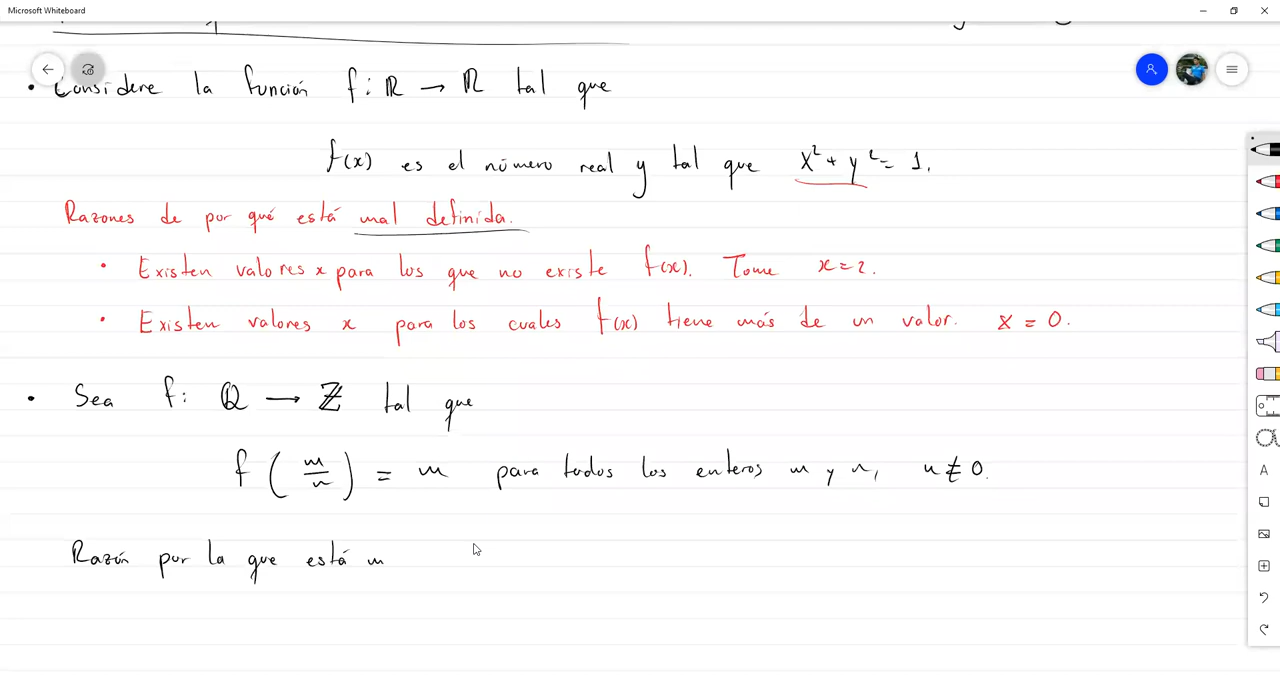 Microsoft Whiteboard
• Considere la función f: ℝ → ℝ tal que
f(x) es el número real y tal que x² + y² = 1.
Razones de por qué está mal definida.
• Existen valores x para los que no existe f(x). Tome x=2.
• Existen valores x para los cuales f(x) tiene más de un valor. x = 0.
• Sea f: ℚ → ℤ tal que
f(m/n) = m para todos los enteros m y n, n ≠ 0.
Razón por la que está m
A